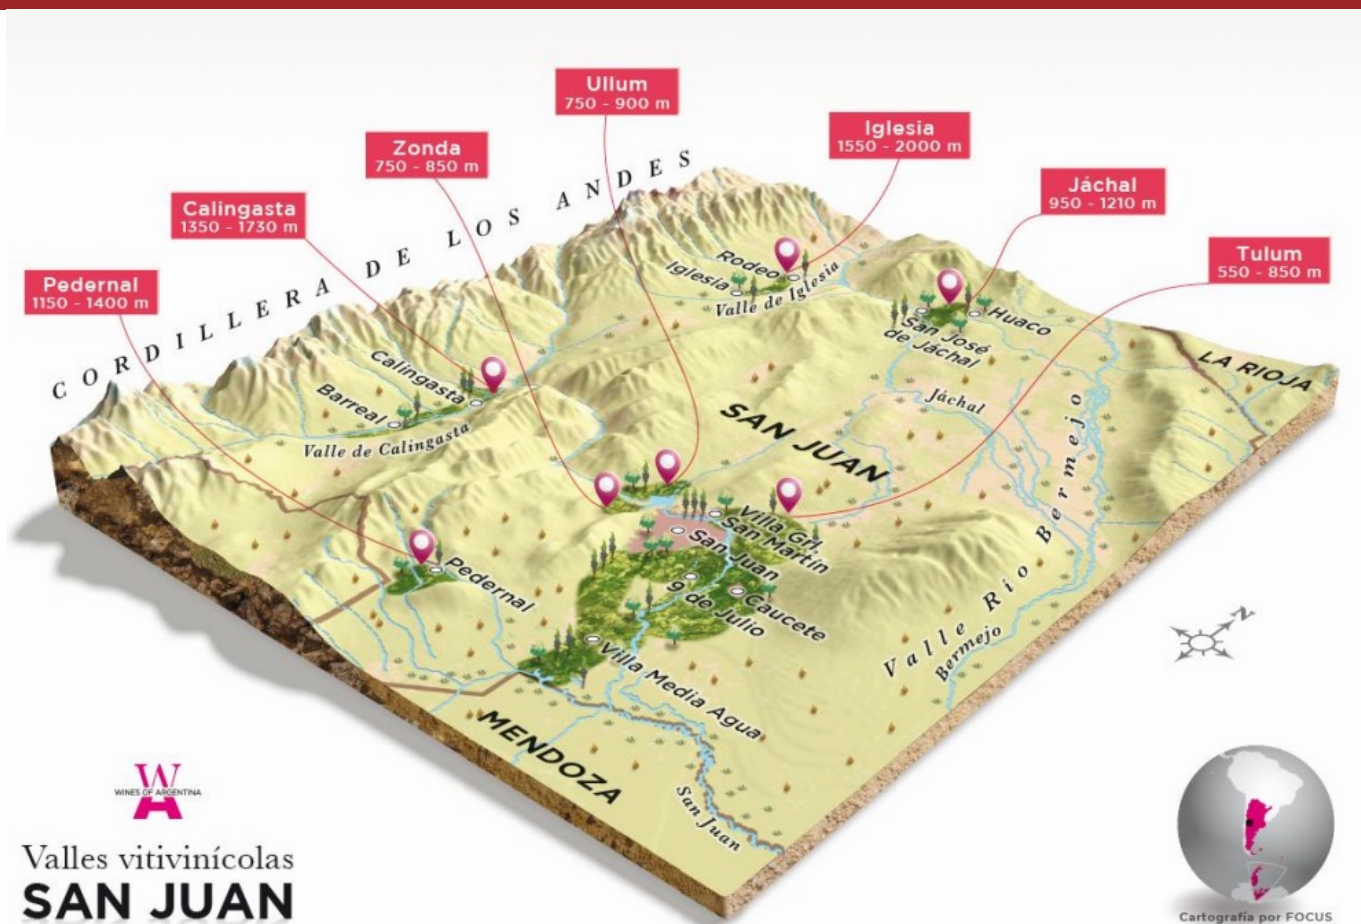 Ullum
750 - 900 m
Iglesia
1550 - 2000 m
Zonda
750 - 850 m
Jáchal
950 - 1210 m
Calingasta
1350 - 1730 m
Tulum
550 - 850 m
Pedernal
1150 - 1400 m
CORDILLERA DE LOS ANDES
Rodeo
Iglesia
Valle de Iglesia
Huaco
San José
de Jáchal
LA RIOJA
Calingasta
Barreal
Valle de Calingasta
Jáchal
SAN JUAN
Villa Grl.
San Martín
San Juan
Pedernal
9 de Julio
Caucete
Valle Río Bermejo
Bermejo
Villa Media Agua
MENDOZA
San Juan
N
WA
WINES OF ARGENTINA
Valles vitivinícolas
SAN JUAN
Cartografía por FOCUS